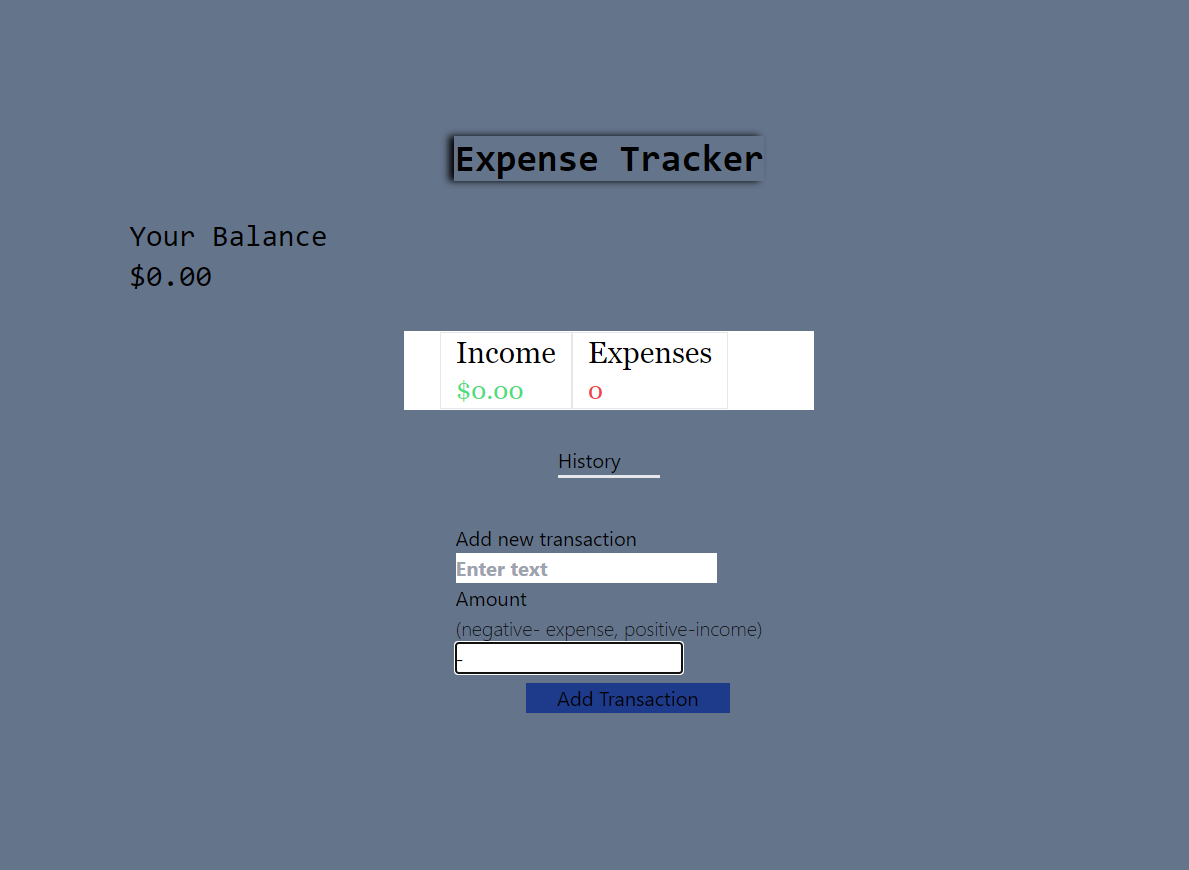 Expense Tracker
Your Balance
$0.00
Income Expenses
$0.00 0
History
Add new transaction
Enter text
Amount
(negative- expense, positive-income)
-
Add Transaction